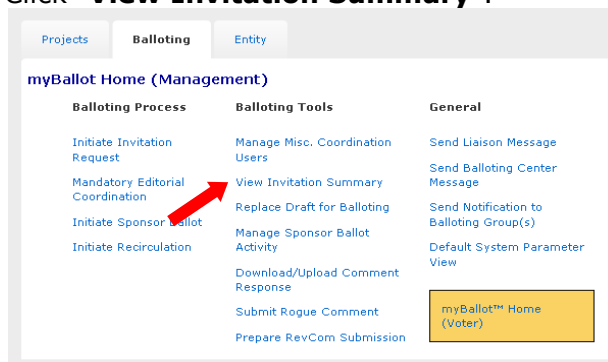 Click "View Invitation Summary".
Projects Balloting Entity
myBallot Home (Management)
Balloting Process
Initiate Invitation
Request
Mandatory Editorial
Coordination
Initiate Sponsor Ballot
Initiate Recirculation
Balloting Tools
Manage Misc. Coordination
Users
View Invitation Summary
Replace Draft for Balloting
Manage Sponsor Ballot
Activity
Download/Upload Comment
Response
Submit Rogue Comment
Prepare RevCom Submission
General
Send Liaison Message
Send Balloting Center
Message
Send Notification to
Balloting Group(s)
Default System Parameter
View
myBallot™ Home
(Voter)